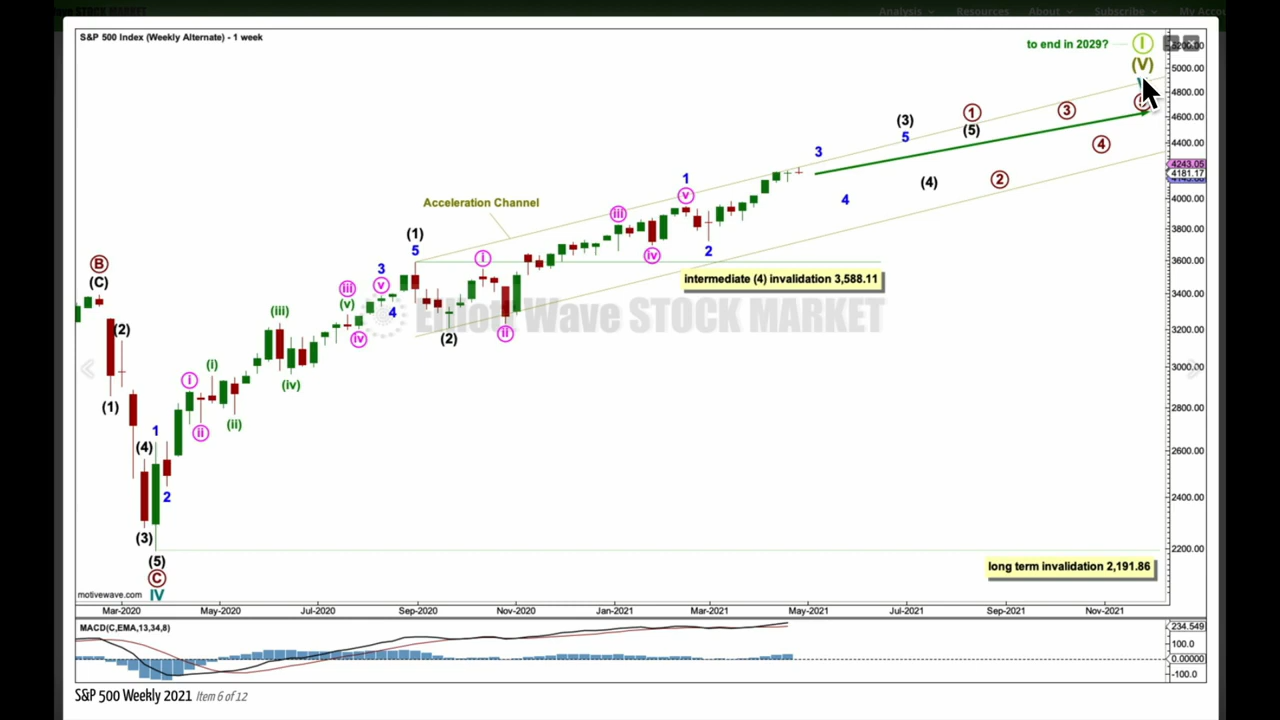 STOCK MARKET
Analysis
Resources
About
Subscribe
S&P 500 Index (Weekly Alternate) - 1 week
to end in 2029?
I
(V)
5000.00
4800.00
4600.00
4400.00
4243.05
4181.17
4000.00
3800.00
3600.00
3400.00
3200.00
3000.00
2800.00
2600.00
2400.00
2200.00
(3)
5
1
(5)
3
4
3
(4)
2
4
1
v
Acceleration Channel
iii
(1)
5
i
iv
2
intermediate (4) invalidation 3,588.11
B
(C)
3
v
iii
(v)
4
iv
(2)
ii
Elliott Wave STOCK MARKET
(2)
(iii)
(i)
(iv)
i
(1)
(ii)
ii
1
(4)
2
(3)
(5)
C
IV
long term invalidation 2,191.86
motivewave.com
Mar-2020
May-2020
Jul-2020
Sep-2020
Nov-2020
Jan-2021
Mar-2021
May-2021
Jul-2021
Sep-2021
Nov-2021
MACD(C,EMA,13,34,8)
234.549
100.0
0.00000
-100.0
S&P 500 Weekly 2021 Item 6 of 12